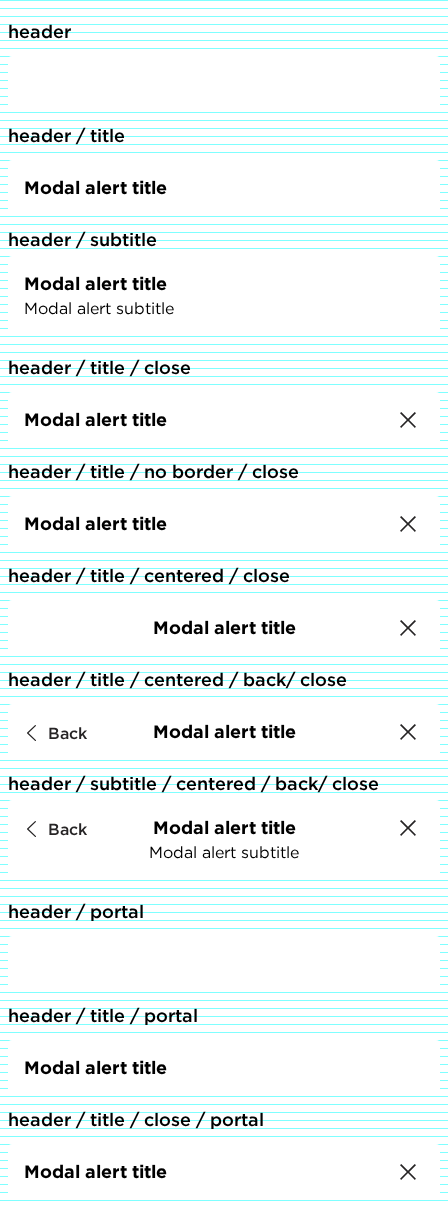 header
header / title
Modal alert title
header / subtitle
Modal alert title
Modal alert subtitle
header / title / close
Modal alert title
header / title / no border / close
Modal alert title
header / title / centered / close
Modal alert title
header / title / centered / back/ close
Back Modal alert title
header / subtitle / centered / back/ close
Back Modal alert title
Modal alert subtitle
header / portal
header / title / portal
Modal alert title
header / title / close / portal
Modal alert title